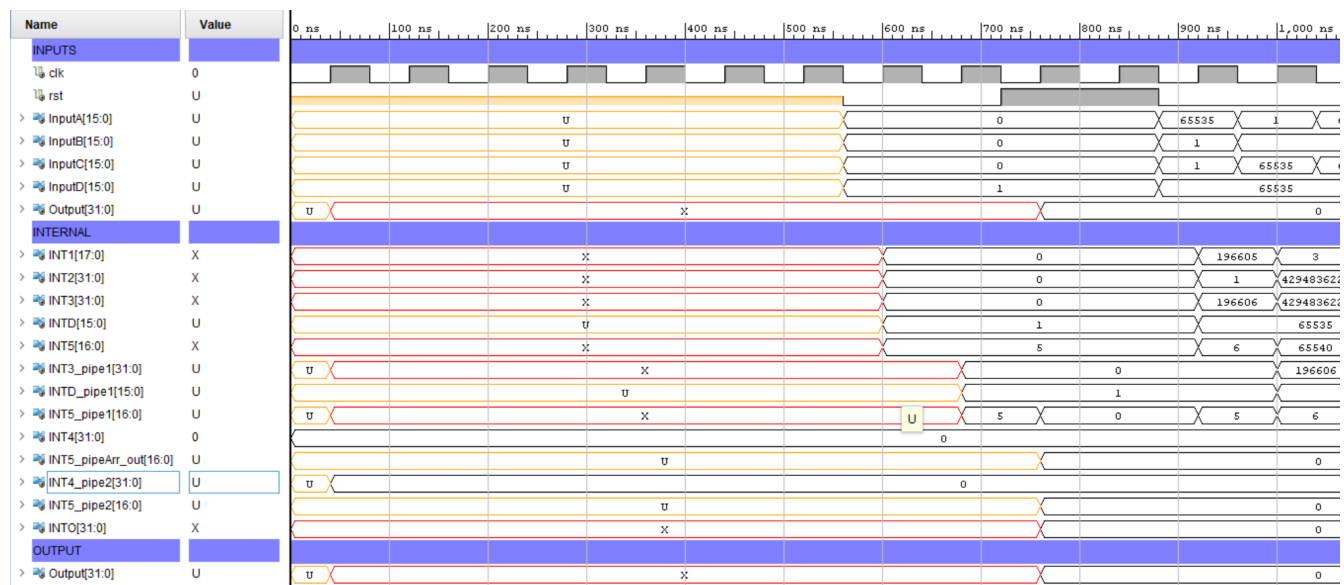 Name Value 0 ns 100 ns 200 ns 300 ns 400 ns 500 ns 600 ns 700 ns 800 ns 900 ns 1,000 ns
INPUTS
clk 0
rst U
InputA[15:0] U U 0 65535 1
InputB[15:0] U U 0 1
InputC[15:0] U U 0 1 65535
InputD[15:0] U U 1 65535
Output[31:0] U U X 0
INTERNAL
INT1[17:0] X X 0 196605 3
INT2[31:0] X X 0 1 429483622
INT3[31:0] X X 0 196606 429483622
INTD[15:0] U U 1 65535
INT5[16:0] X X 5 6 65540
INT3_pipe1[31:0] U U X 0 196606
INTD_pipe1[15:0] U U 1
INT5_pipe1[16:0] U U X U 5 0 5 6
INT4[31:0] 0 0
INT5_pipeArr_out[16:0] U U 0
INT4_pipe2[31:0] U U 0
INT5_pipe2[16:0] U U 0
INTO[31:0] X X 0
OUTPUT
Output[31:0] U U X 0